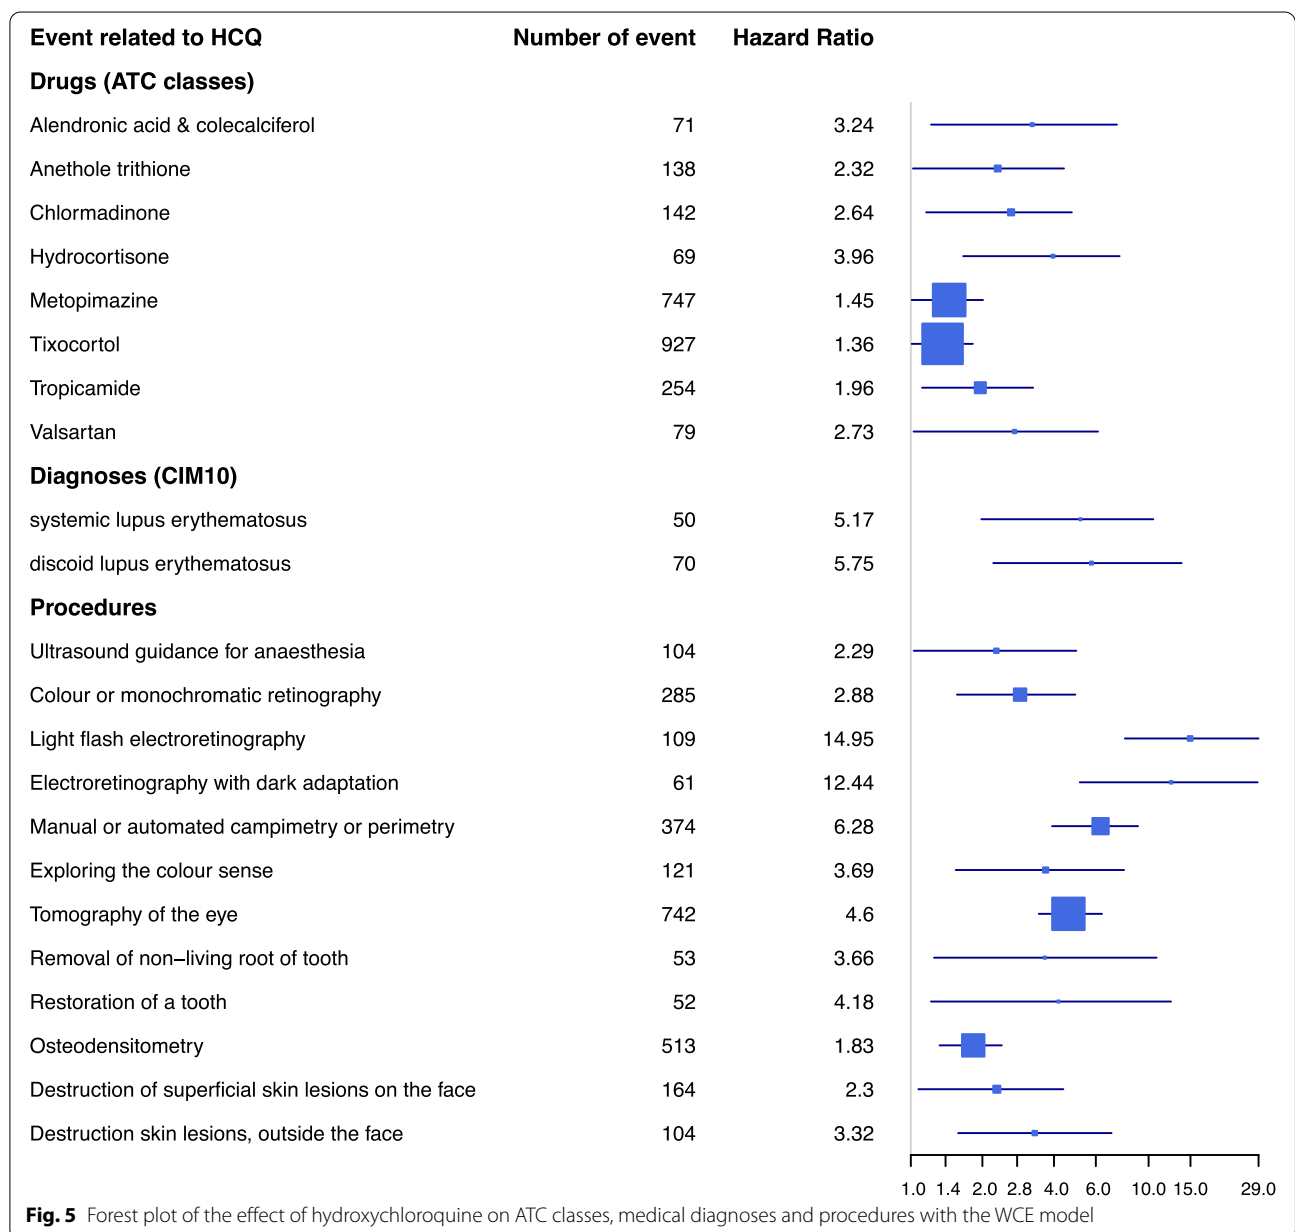 Event related to HCQ Number of event Hazard Ratio
Drugs (ATC classes)
Alendronic acid & colecalciferol 71 3.24
Anethole trithione 138 2.32
Chlormadinone 142 2.64
Hydrocortisone 69 3.96
Metopimazine 747 1.45
Tixocortol 927 1.36
Tropicamide 254 1.96
Valsartan 79 2.73
Diagnoses (CIM10)
systemic lupus erythematosus 50 5.17
discoid lupus erythematosus 70 5.75
Procedures
Ultrasound guidance for anaesthesia 104 2.29
Colour or monochromatic retinography 285 2.88
Light flash electroretinography 109 14.95
Electroretinography with dark adaptation 61 12.44
Manual or automated campimetry or perimetry 374 6.28
Exploring the colour sense 121 3.69
Tomography of the eye 742 4.6
Removal of non−living root of tooth 53 3.66
Restoration of a tooth 52 4.18
Osteodensitometry 513 1.83
Destruction of superficial skin lesions on the face 164 2.3
Destruction skin lesions, outside the face 104 3.32
1.0 1.4 2.0 2.8 4.0 6.0 10.0 15.0 29.0
Fig. 5 Forest plot of the effect of hydroxychloroquine on ATC classes, medical diagnoses and procedures with the WCE model